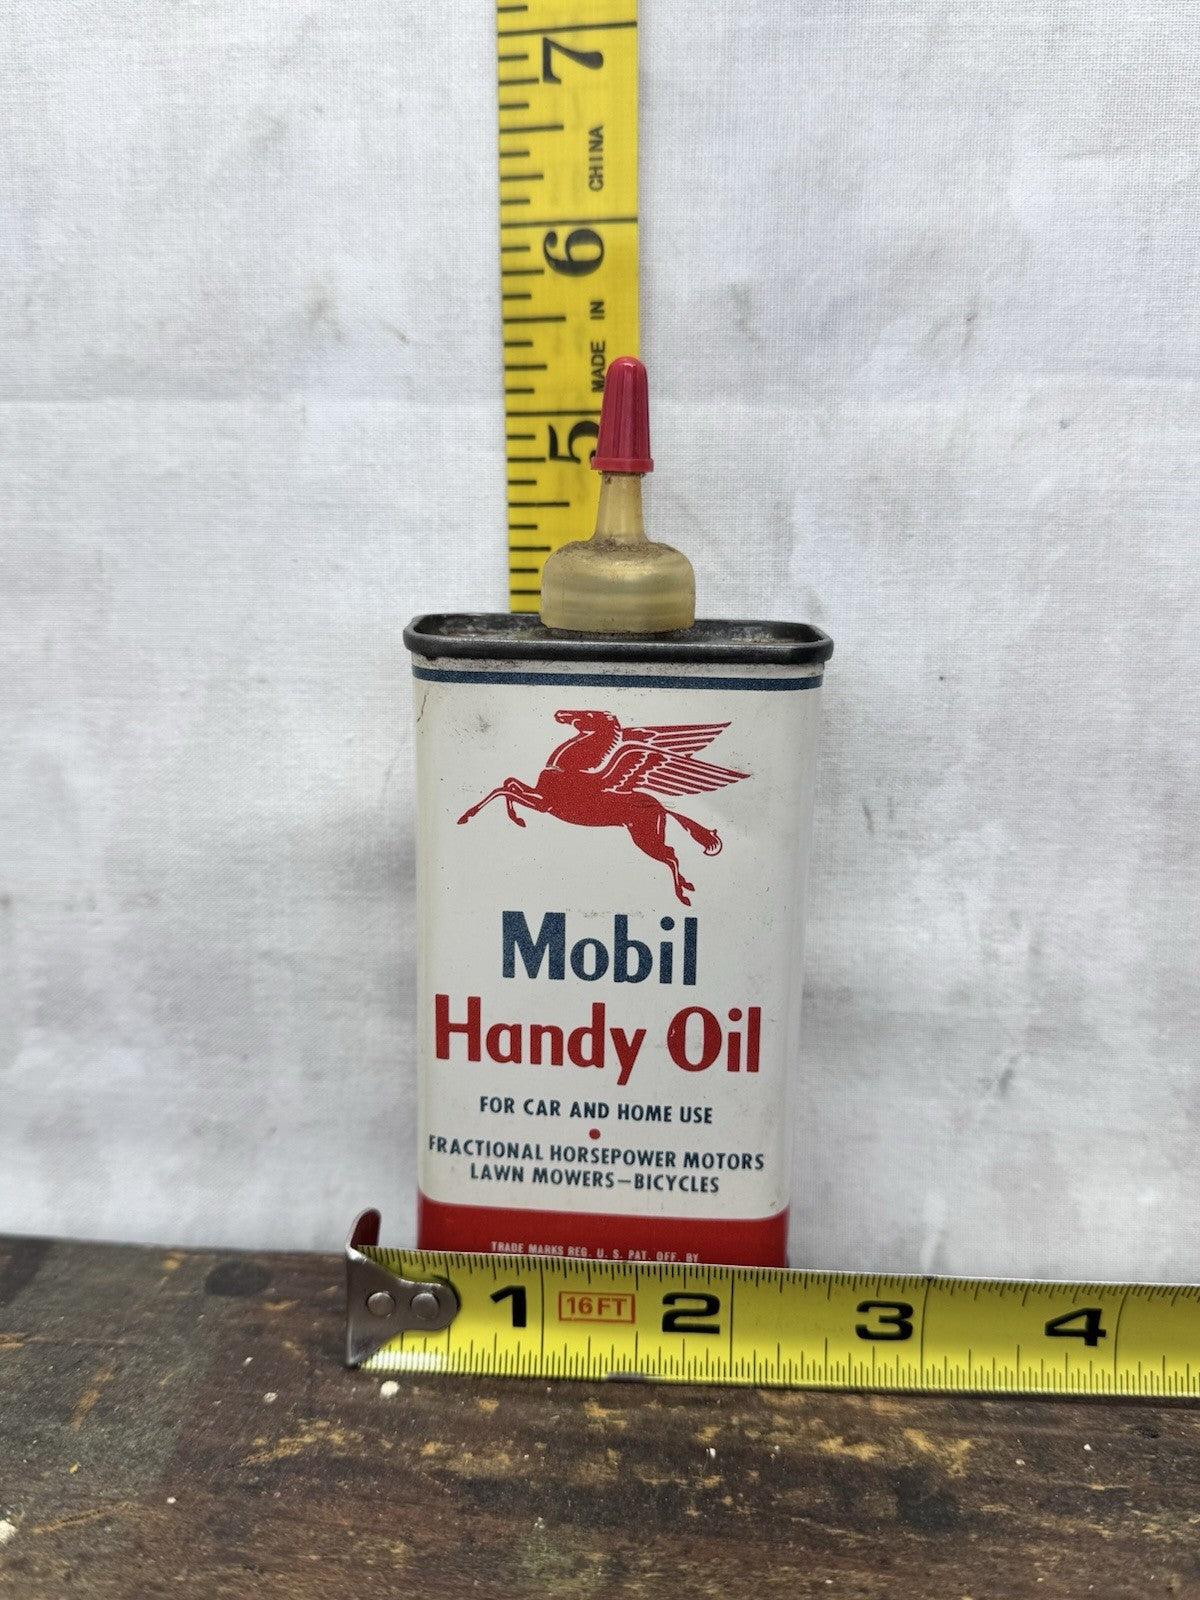 7
CHINA
6
MADE IN
5
Mobil
Handy Oil
FOR CAR AND HOME USE
FRACTIONAL HORSEPOWER MOTORS
LAWN MOWERS—BICYCLES
TRADE MARKS REG. U. S. PAT. OFF. BY
1 16FT 2 3 4